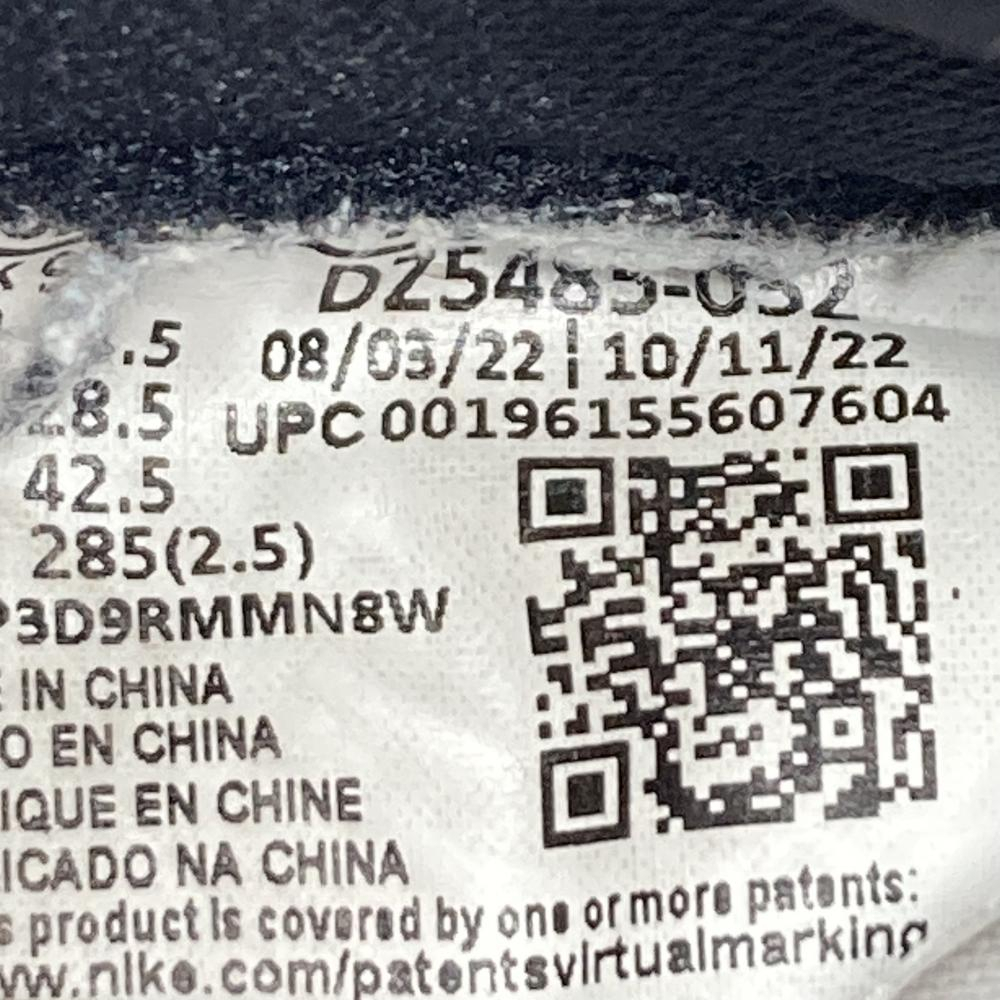 DZ5485-052
.5 08/03/22 | 10/11/22
8.5 UPC 00196155607604
42.5
285(2.5)
P3D9RMMN8W
E IN CHINA
O EN CHINA
IQUE EN CHINE
ICADO NA CHINA
s product is covered by one or more patents:
ww.nike.com/patentsvirtualmarking